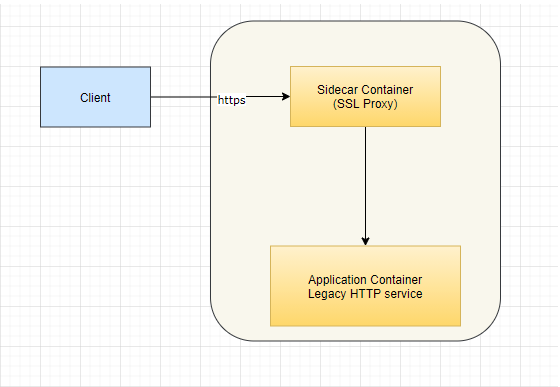 Client
https
Sidecar Container
(SSL Proxy)
Application Container
Legacy HTTP service